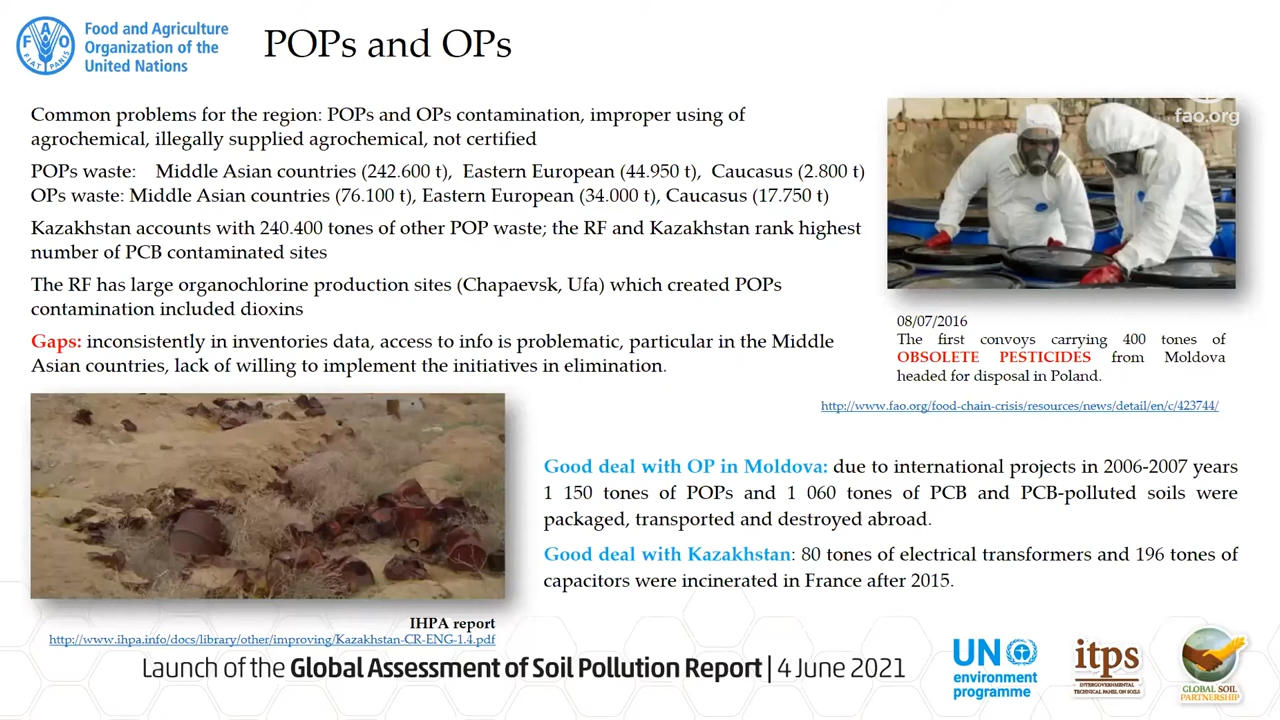 Food and Agriculture
Organization of the
United Nations
F A O
FIAT PANIS
POPs and OPs
Common problems for the region: POPs and OPs contamination, improper using of
agrochemical, illegally supplied agrochemical, not certified
POPs waste: Middle Asian countries (242.600 t), Eastern European (44.950 t), Caucasus (2.800 t)
OPs waste: Middle Asian countries (76.100 t), Eastern European (34.000 t), Caucasus (17.750 t)
Kazakhstan accounts with 240.400 tones of other POP waste; the RF and Kazakhstan rank highest
number of PCB contaminated sites
The RF has large organochlorine production sites (Chapaevsk, Ufa) which created POPs
contamination included dioxins
Gaps: inconsistently in inventories data, access to info is problematic, particular in the Middle
Asian countries, lack of willing to implement the initiatives in elimination.
fao.org
08/07/2016
The first convoys carrying 400 tones of
OBSOLETE PESTICIDES from Moldova
headed for disposal in Poland.
http://www.fao.org/food-chain-crisis/resources/news/detail/en/c/423744/
Good deal with OP in Moldova: due to international projects in 2006-2007 years
1 150 tones of POPs and 1 060 tones of PCB and PCB-polluted soils were
packaged, transported and destroyed abroad.
Good deal with Kazakhstan: 80 tones of electrical transformers and 196 tones of
capacitors were incinerated in France after 2015.
IHPA report
http://www.ihpa.info/docs/library/other/improving/Kazakhstan-CR-ENG-1.4.pdf
Launch of the Global Assessment of Soil Pollution Report | 4 June 2021
UN
environment
programme
itps
INTERGOVERNMENTAL
TECHNICAL PANEL ON SOILS
GLOBAL SOIL
PARTNERSHIP